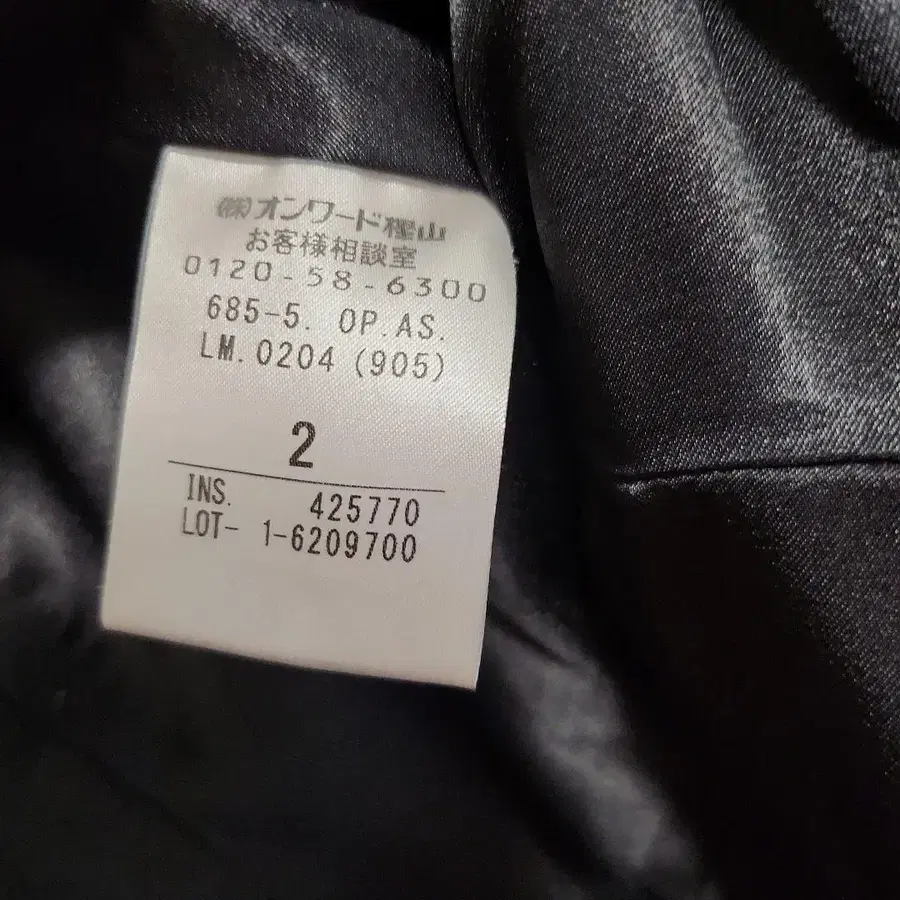 ㈱オンワード樫山
お客様相談室
0120-58-6300
685-5. OP.AS.
LM.0204 (905)
2
INS. 425770
LOT- 1-6209700